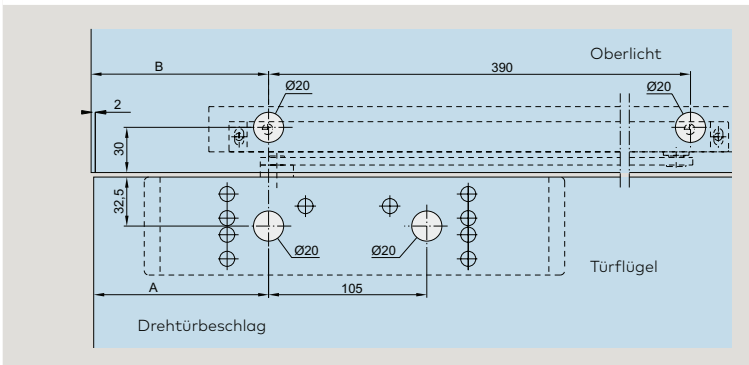 Oberlicht
B
390
Ø20
Ø20
2
30
32,5
Ø20
Ø20
Türflügel
A
105
Drehtürbeschlag